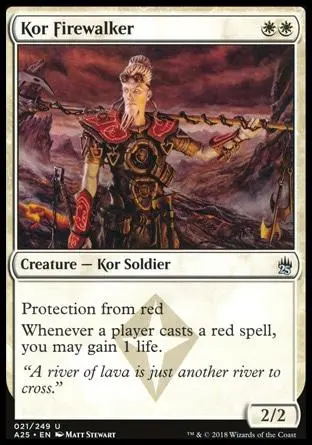 Kor Firewalker
Creature — Kor Soldier
25
Protection from red
Whenever a player casts a red spell,
you may gain 1 life.
“A river of lava is just another river to
cross.”
2/2
021/249 U
A25 • EN Matt Stewart
™ & © 2018 Wizards of the Coast